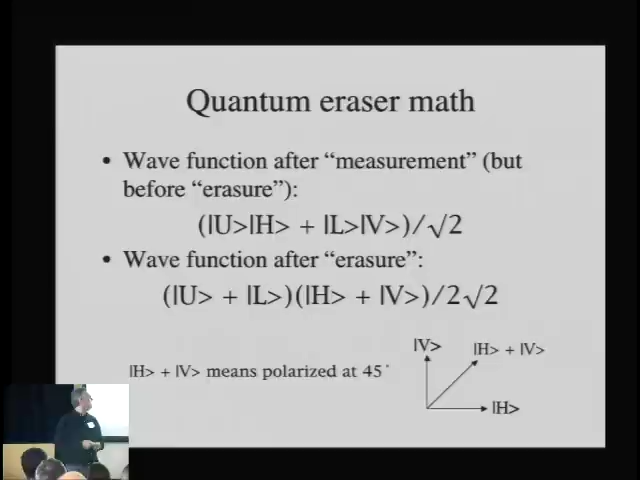 Quantum eraser math
• Wave function after “measurement” (but
before “erasure”):
(|U>|H> + |L>|V>)/√2
• Wave function after “erasure”:
(|U> + |L>)(|H> + |V>)/2√2
|V>
|H> + |V>
|H> + |V> means polarized at 45°
|H>